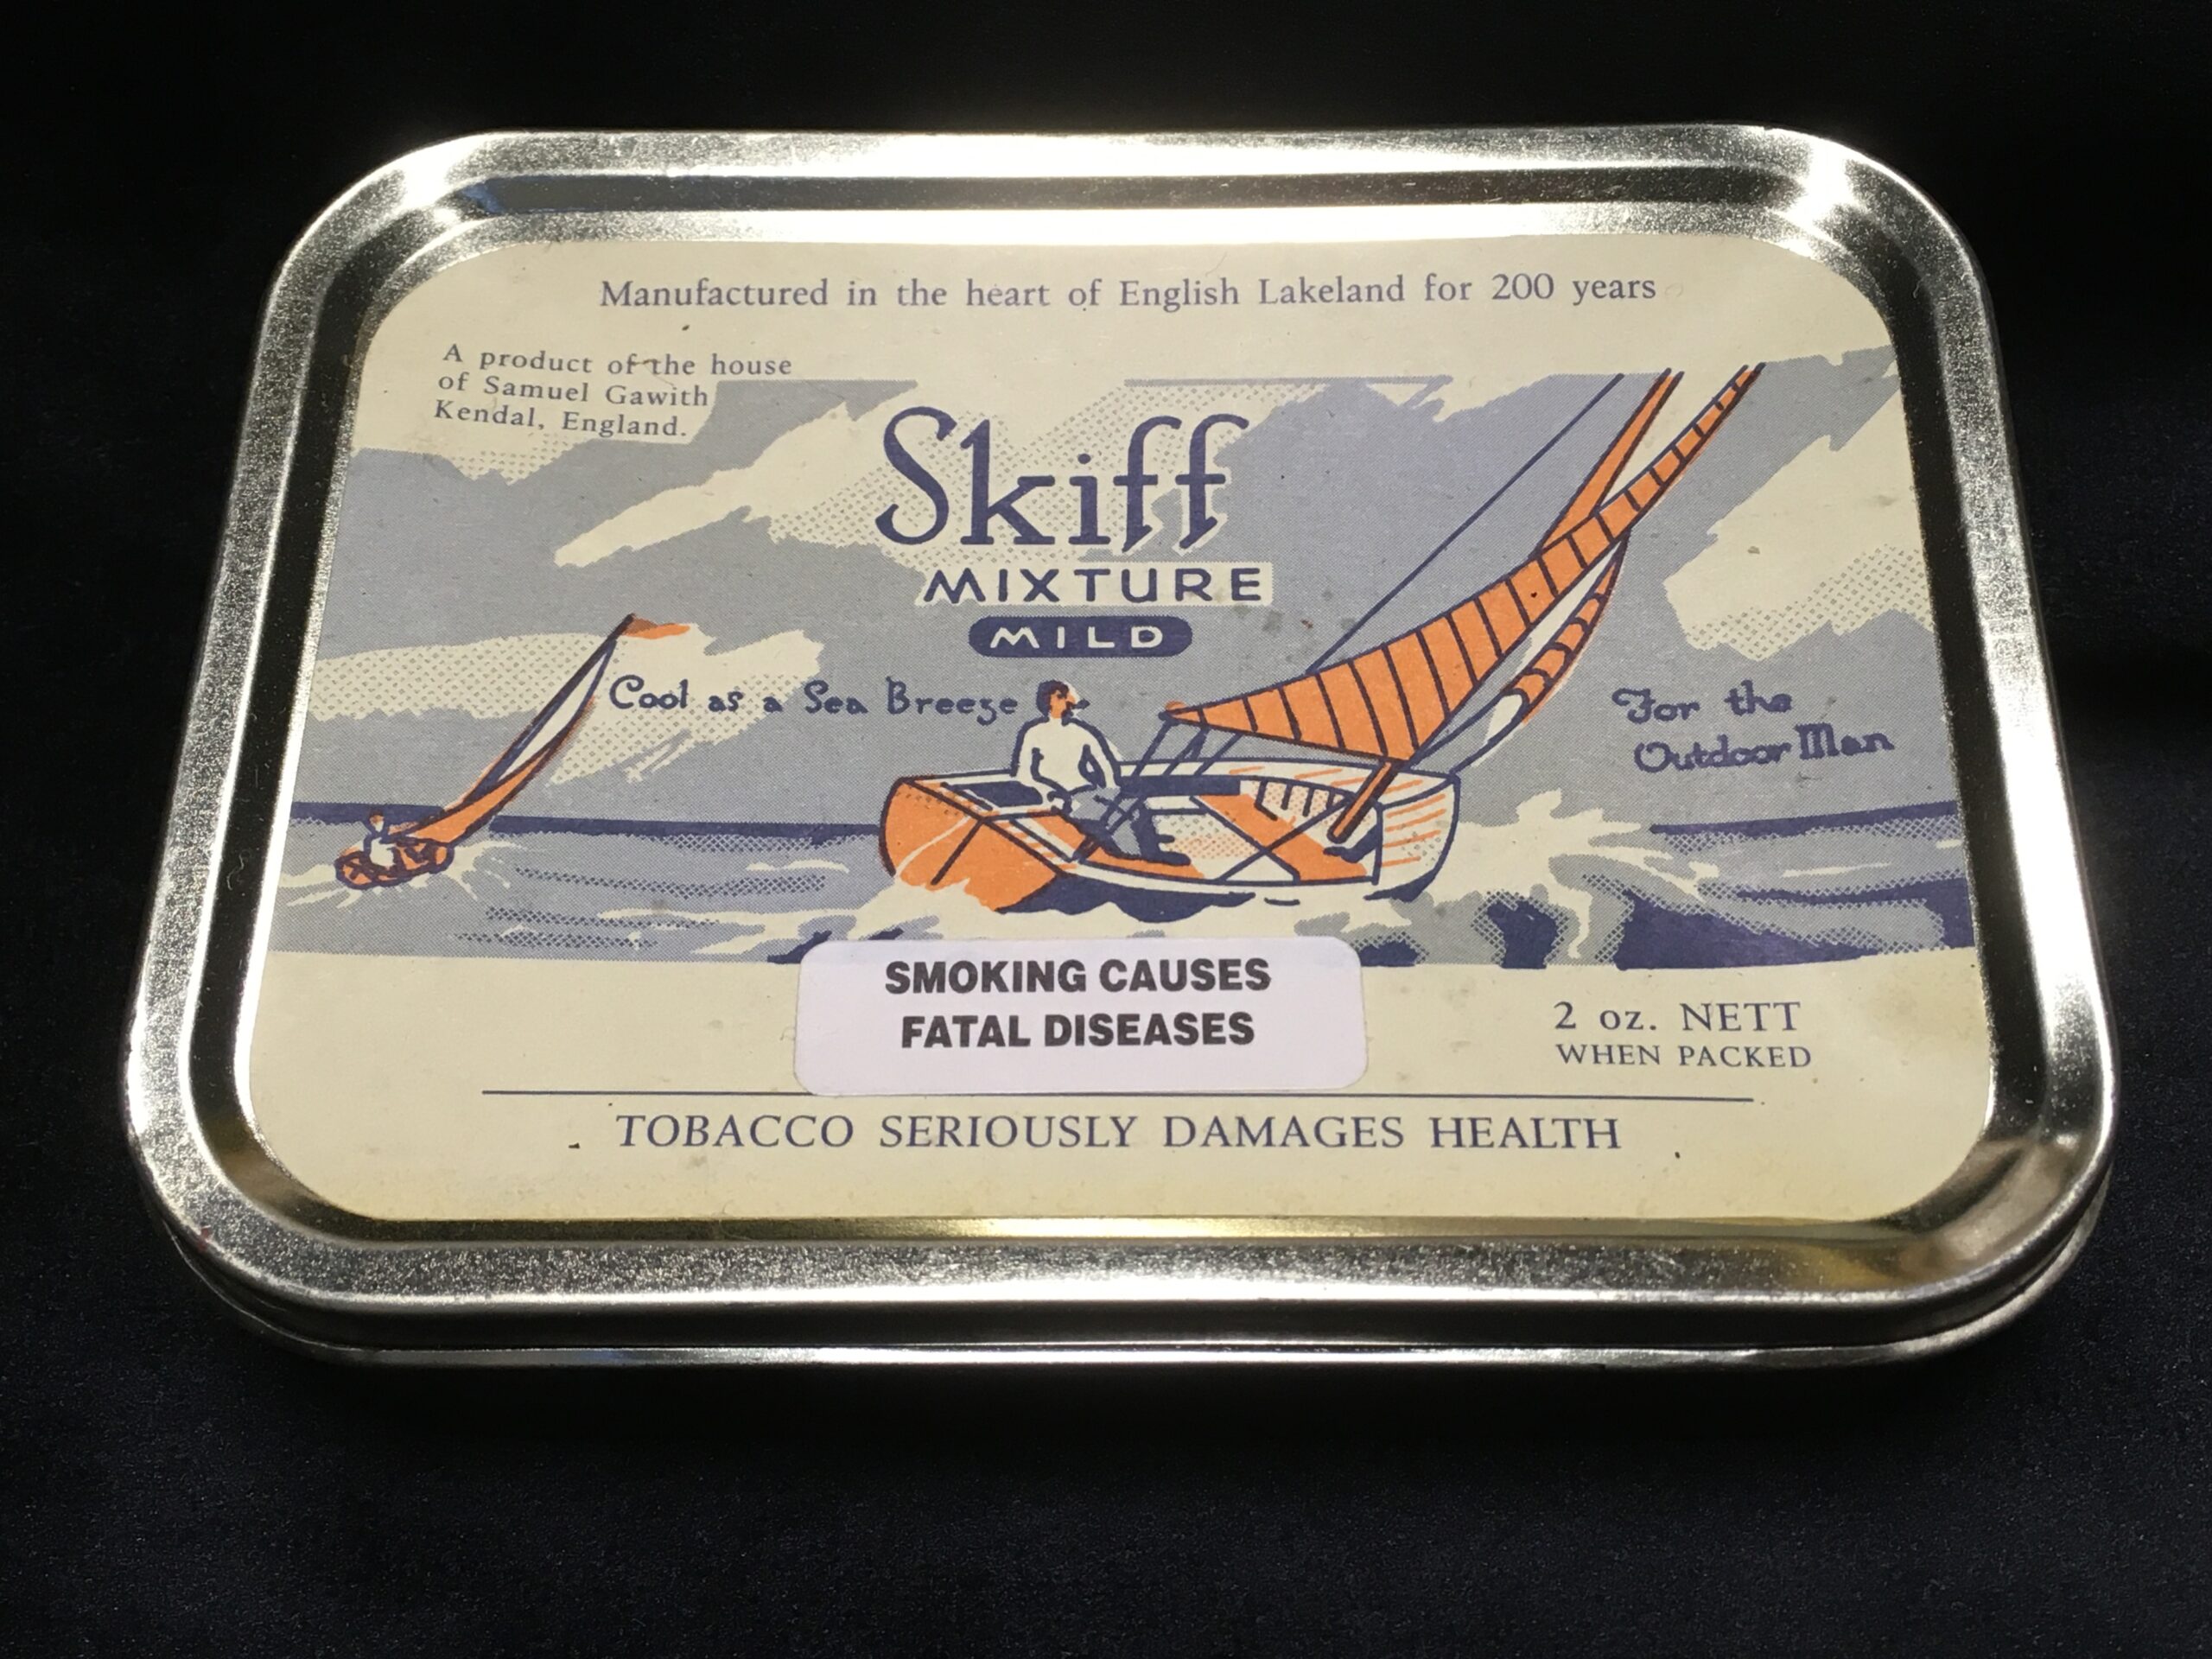 Manufactured in the heart of English Lakeland for 200 years
A product of the house
of Samuel Gawith
Kendal, England.
Skiff
MIXTURE
MILD
Cool as a Sea Breeze
For the
Outdoor Man
SMOKING CAUSES
FATAL DISEASES
2 oz. NETT
WHEN PACKED
TOBACCO SERIOUSLY DAMAGES HEALTH